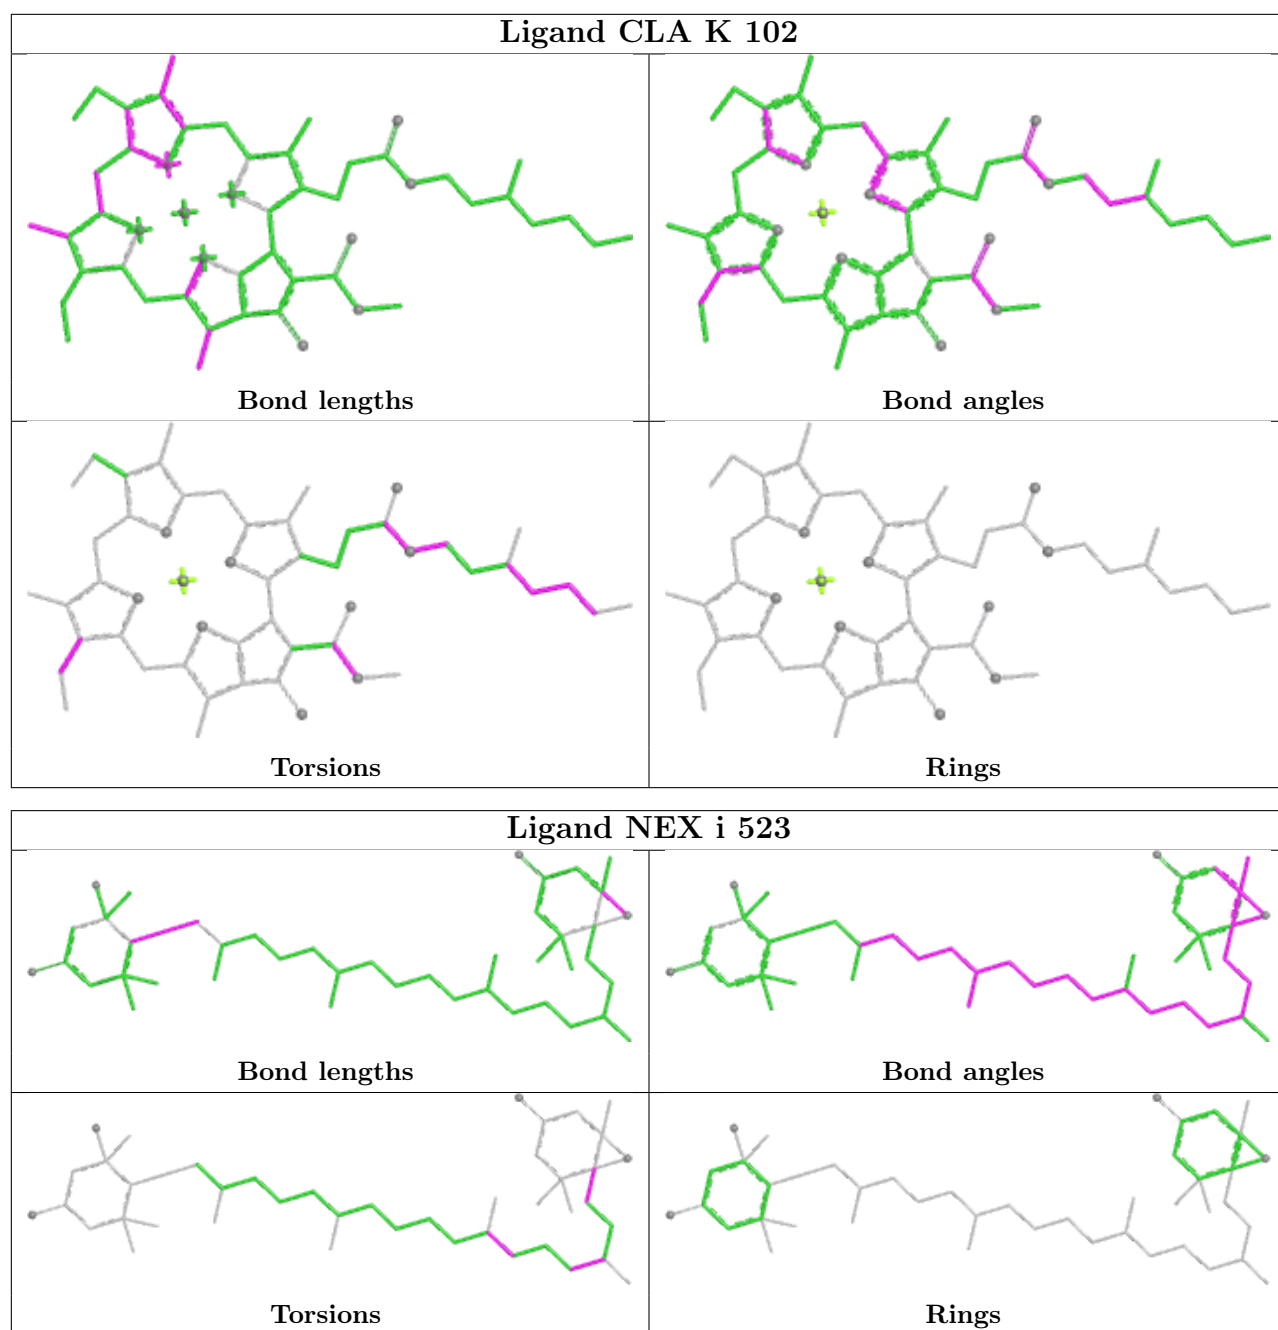 Ligand CLA K 102
Bond lengths
Bond angles
Torsions
Rings
Ligand NEX i 523
Bond lengths
Bond angles
Torsions
Rings